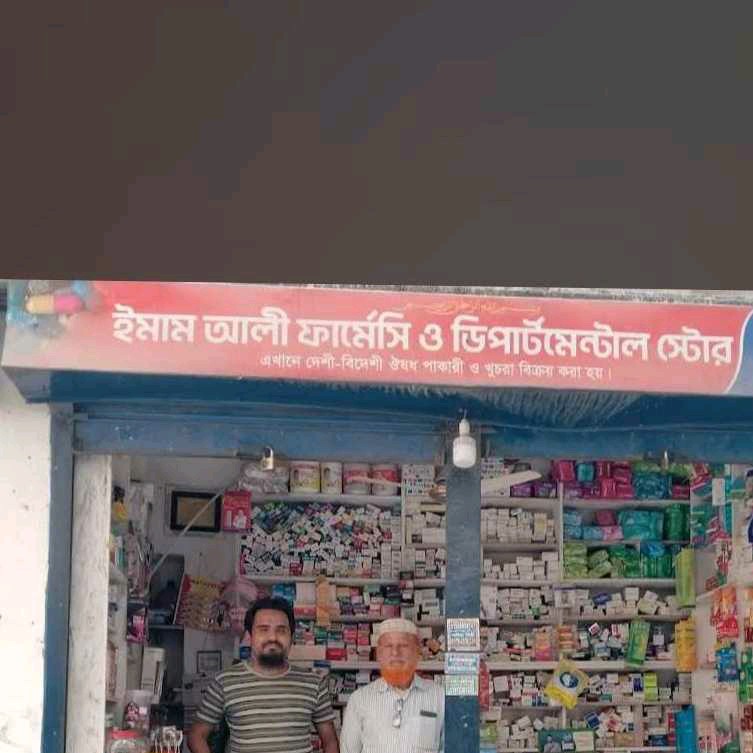 ইমাম আলী ফার্মেসি ও ডিপার্টমেন্টাল স্টোর
এখানে দেশী-বিদেশী ঔষধ পাকারী ও খুচরা বিক্রয় করা হয়।